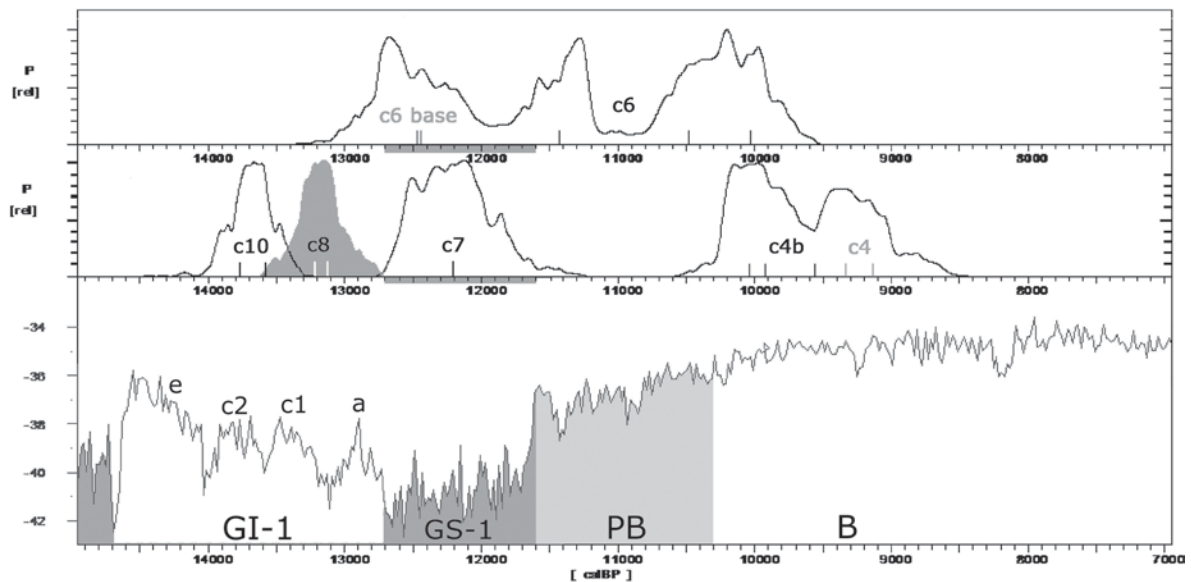 P
[rel]
c6 base
c6
14000 13000 12000 11000 10000 9000 8000
P
[rel]
c10 c8 c7 c4b c4
14000 13000 12000 11000 10000 9000 8000
-34
-36
-38
-40
-42
e c2 c1 a
GI-1 GS-1 PB B
14000 13000 12000 11000 10000 9000 8000 7000
[ calBP ]